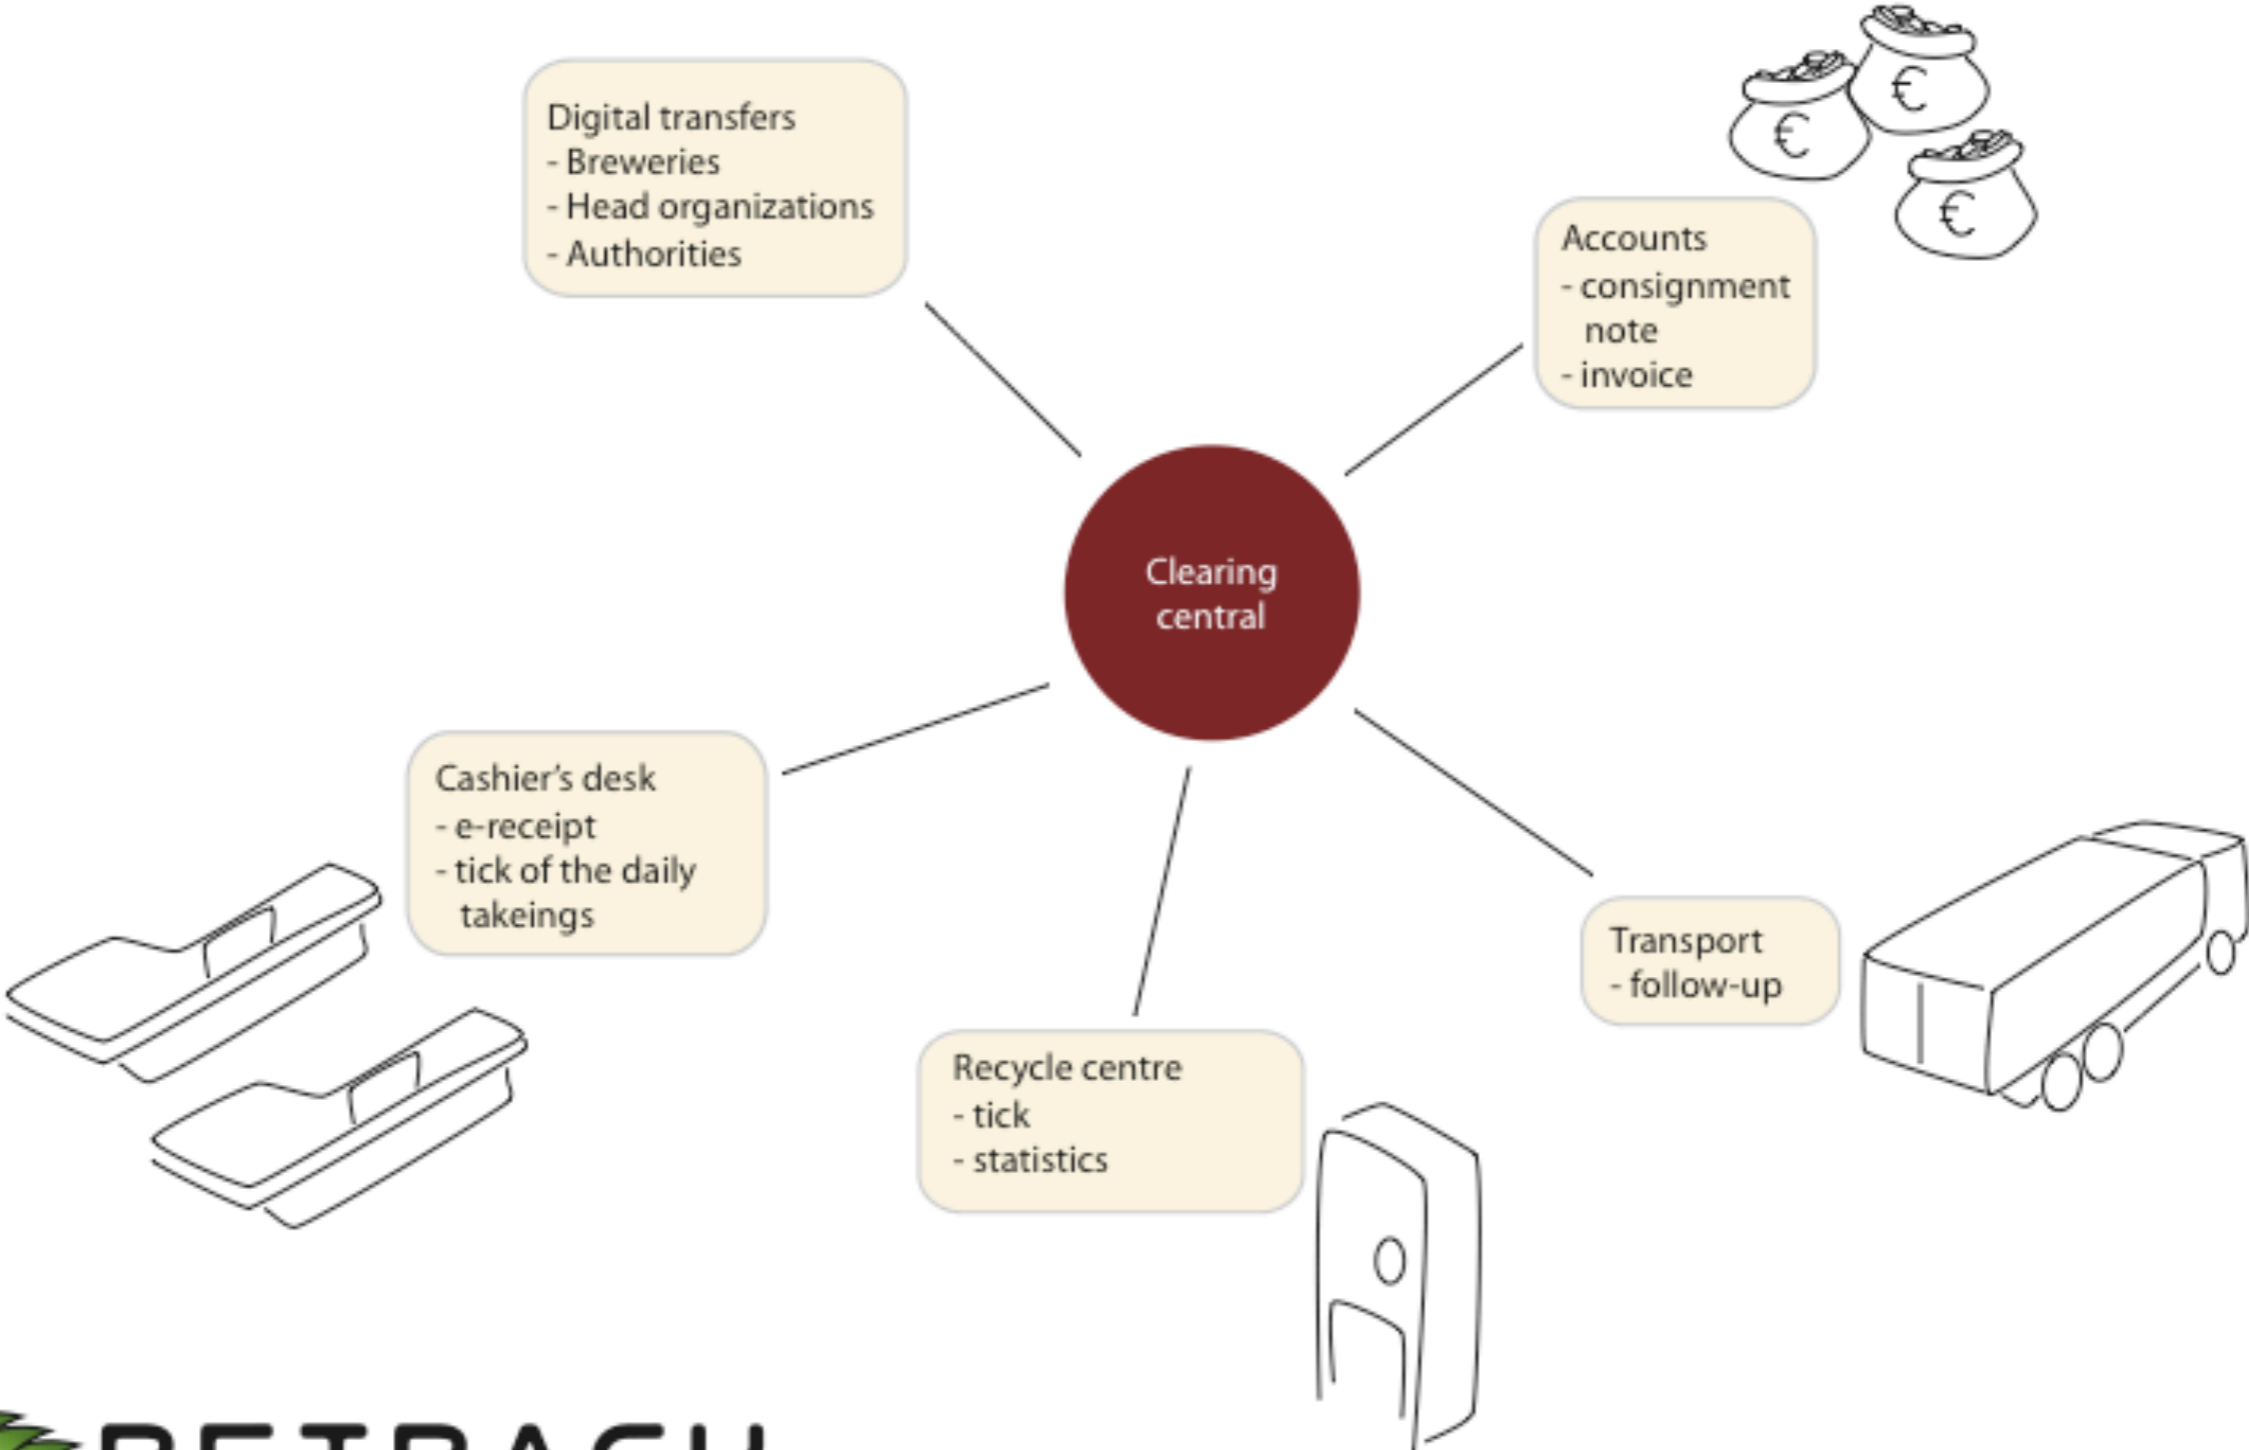 Digital transfers
- Breweries
- Head organizations
- Authorities
€
€
€
Accounts
- consignment
note
- invoice
Clearing
central
Cashier's desk
- e-receipt
- tick of the daily
takeings
Transport
- follow-up
Recycle centre
- tick
- statistics